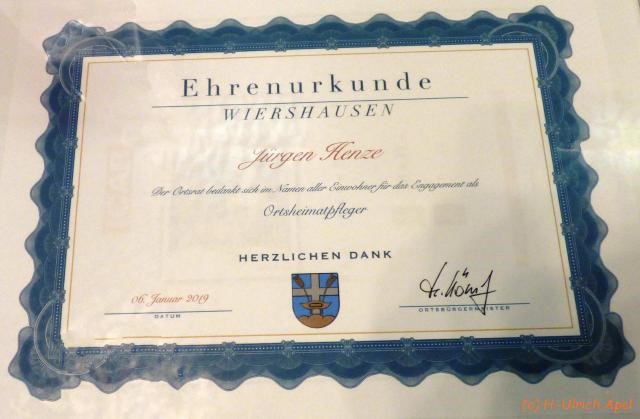 Ehrenurkunde
WIERSHAUSEN
Jürgen Henze
Der Ortsrat bedankt sich im Namen aller Einwohner für das Engagement als
Ortsheimatpfleger
HERZLICHEN DANK
06. Januar 2019
DATUM
ORTSBÜRGERMEISTER
(c) H-Ulrich Apel